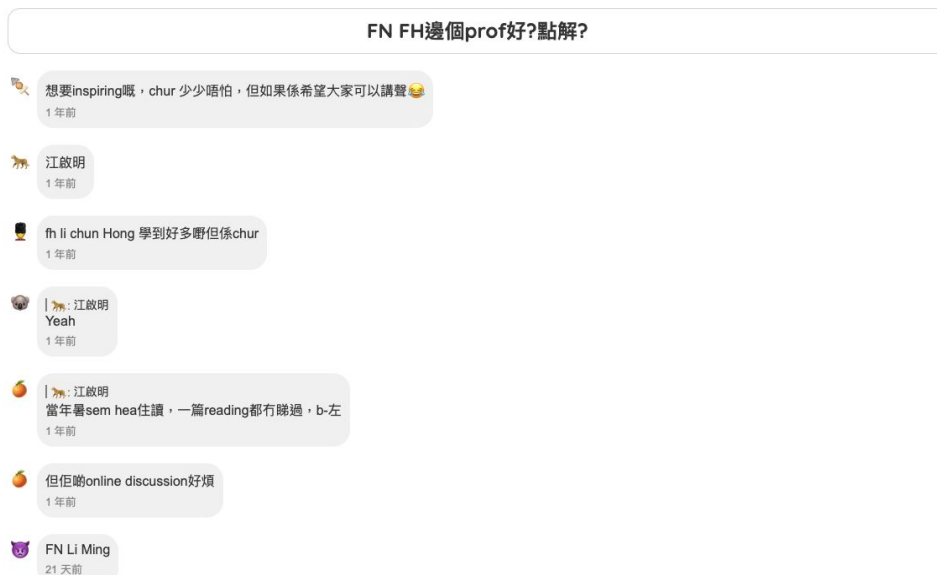 FN FH邊個prof好?點解?
想要inspiring嘅，chur 少少唔怕，但如果係希望大家可以講聲😂
1 年前
江啟明
1 年前
fh li chun Hong 學到好多嘢但係chur
1 年前
| 🐆: 江啟明
Yeah
1 年前
| 🐆: 江啟明
當年暑sem hea住讀，一篇reading都冇睇過，b-左
1 年前
但佢啲online discussion好煩
1 年前
FN Li Ming
21 天前